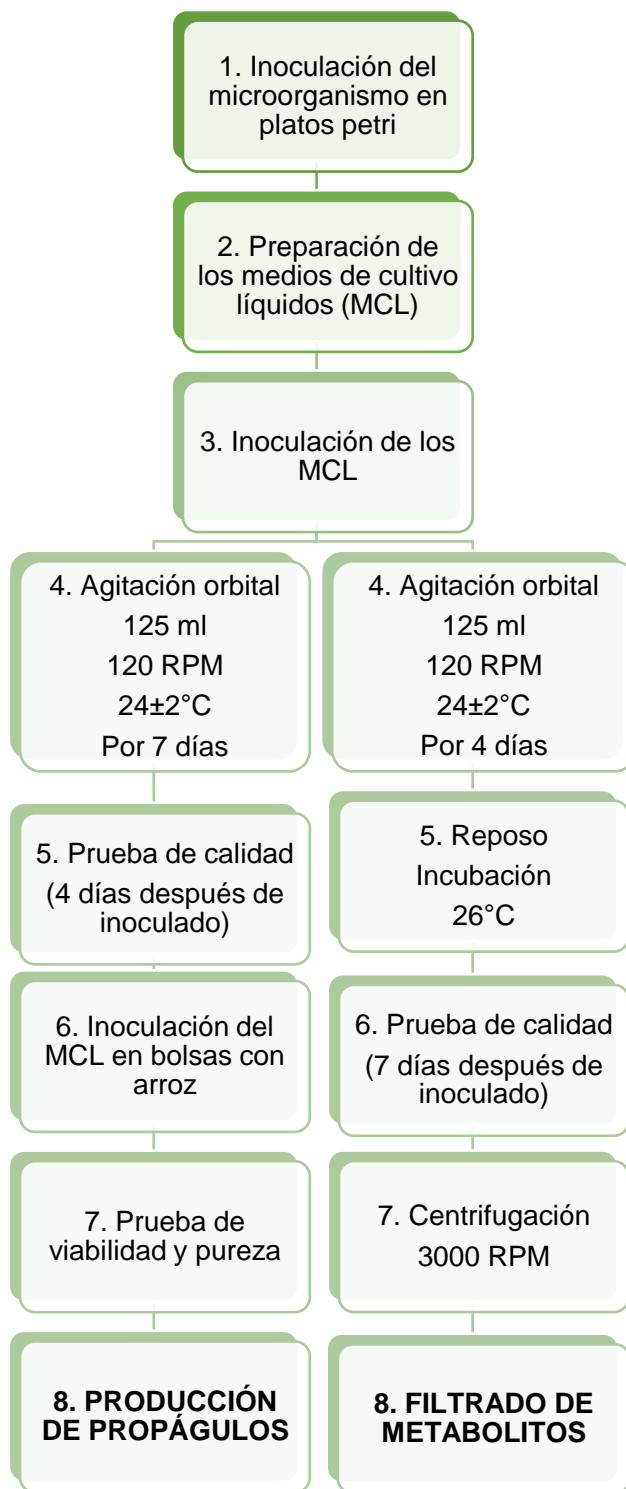 1. Inoculación del
microorganismo en
platos petri
2. Preparación de
los medios de cultivo
líquidos (MCL)
3. Inoculación de los
MCL
4. Agitación orbital
125 ml
120 RPM
24±2°C
Por 7 días
5. Prueba de calidad
(4 días después de
inoculado)
6. Inoculación del
MCL en bolsas con
arroz
7. Prueba de
viabilidad y pureza
8. PRODUCCIÓN
DE PROPÁGULOS
4. Agitación orbital
125 ml
120 RPM
24±2°C
Por 4 días
5. Reposo
Incubación
26°C
6. Prueba de calidad
(7 días después de
inoculado)
7. Centrifugación
3000 RPM
8. FILTRADO DE
METABOLITOS